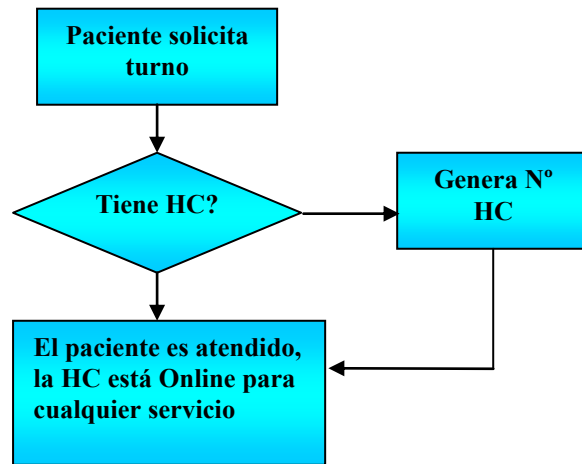 Paciente solicita
turno
Tiene HC?
Genera Nº
HC
El paciente es atendido,
la HC está Online para
cualquier servicio